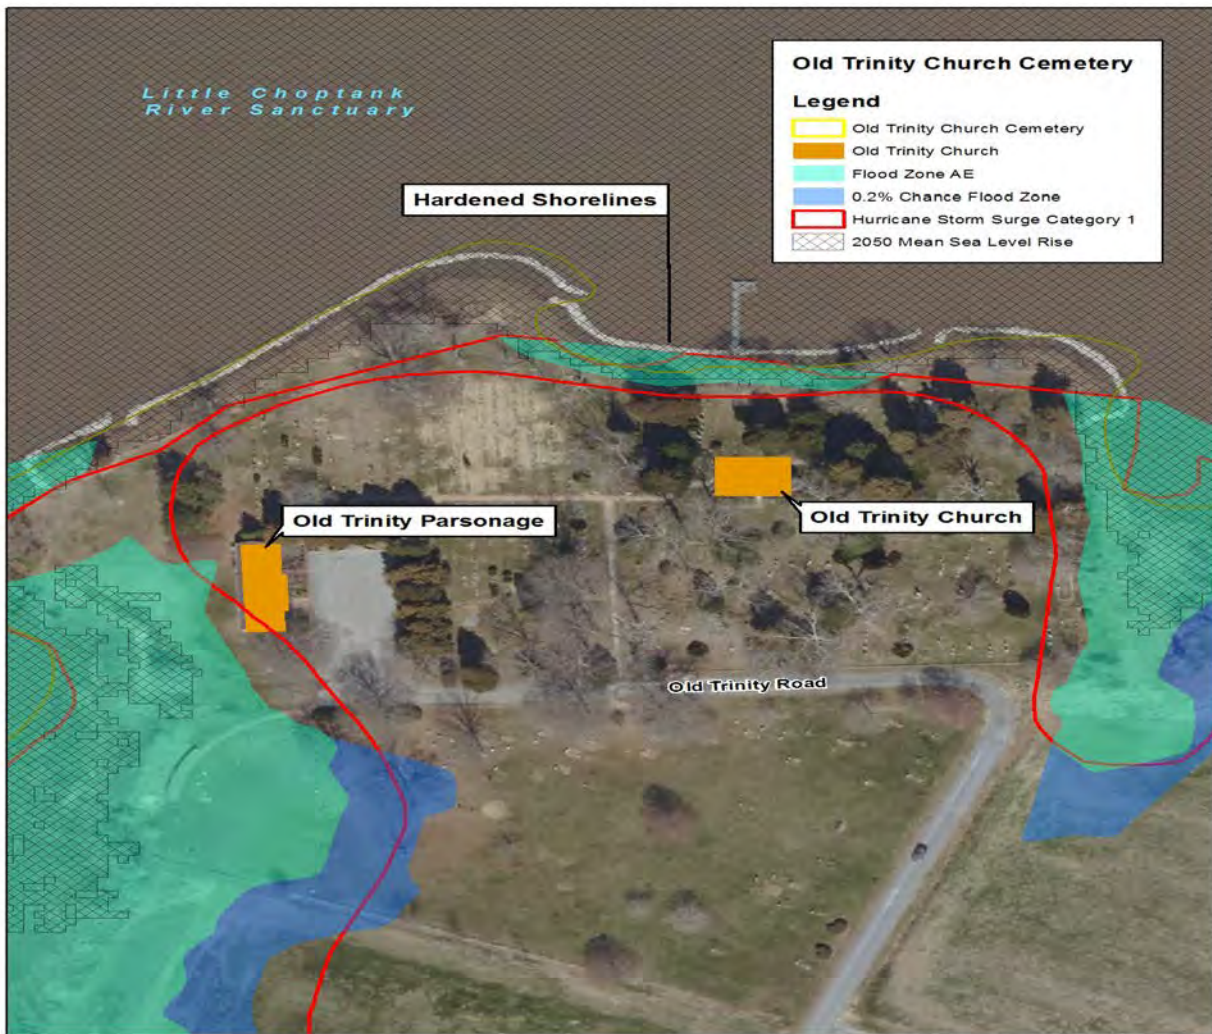 Little Choptank
River Sanctuary
Old Trinity Church Cemetery
Legend
Old Trinity Church Cemetery
Old Trinity Church
Flood Zone AE
0.2% Chance Flood Zone
Hurricane Storm Surge Category 1
2050 Mean Sea Level Rise
Hardened Shorelines
Old Trinity Parsonage
Old Trinity Church
Old Trinity Road